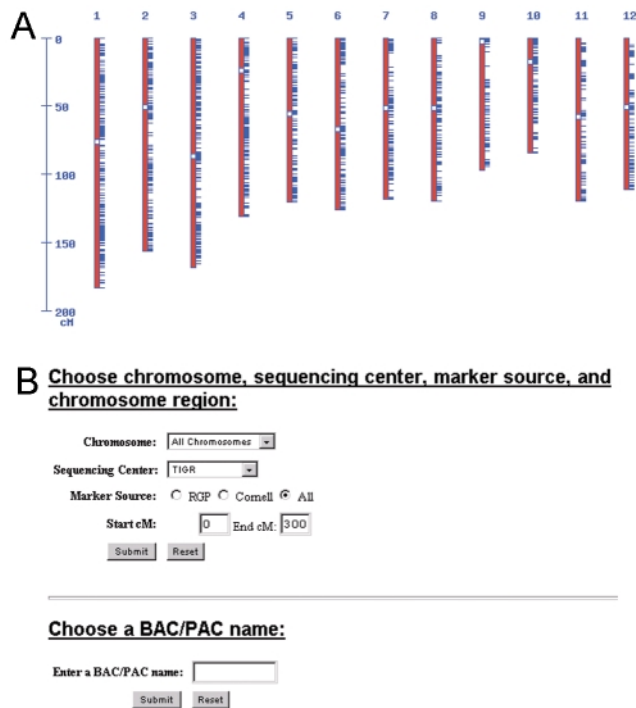 A
1 2 3 4 5 6 7 8 9 10 11 12
0
50
100
150
200
cM
B
Choose chromosome, sequencing center, marker source, and
chromosome region:
Chromosome: All Chromosomes
Sequencing Center: TIGR
Marker Source: RGP Cornell All
Start cM: 0 End cM: 300
Submit Reset
Choose a BAC/PAC name:
Enter a BAC/PAC name:
Submit Reset